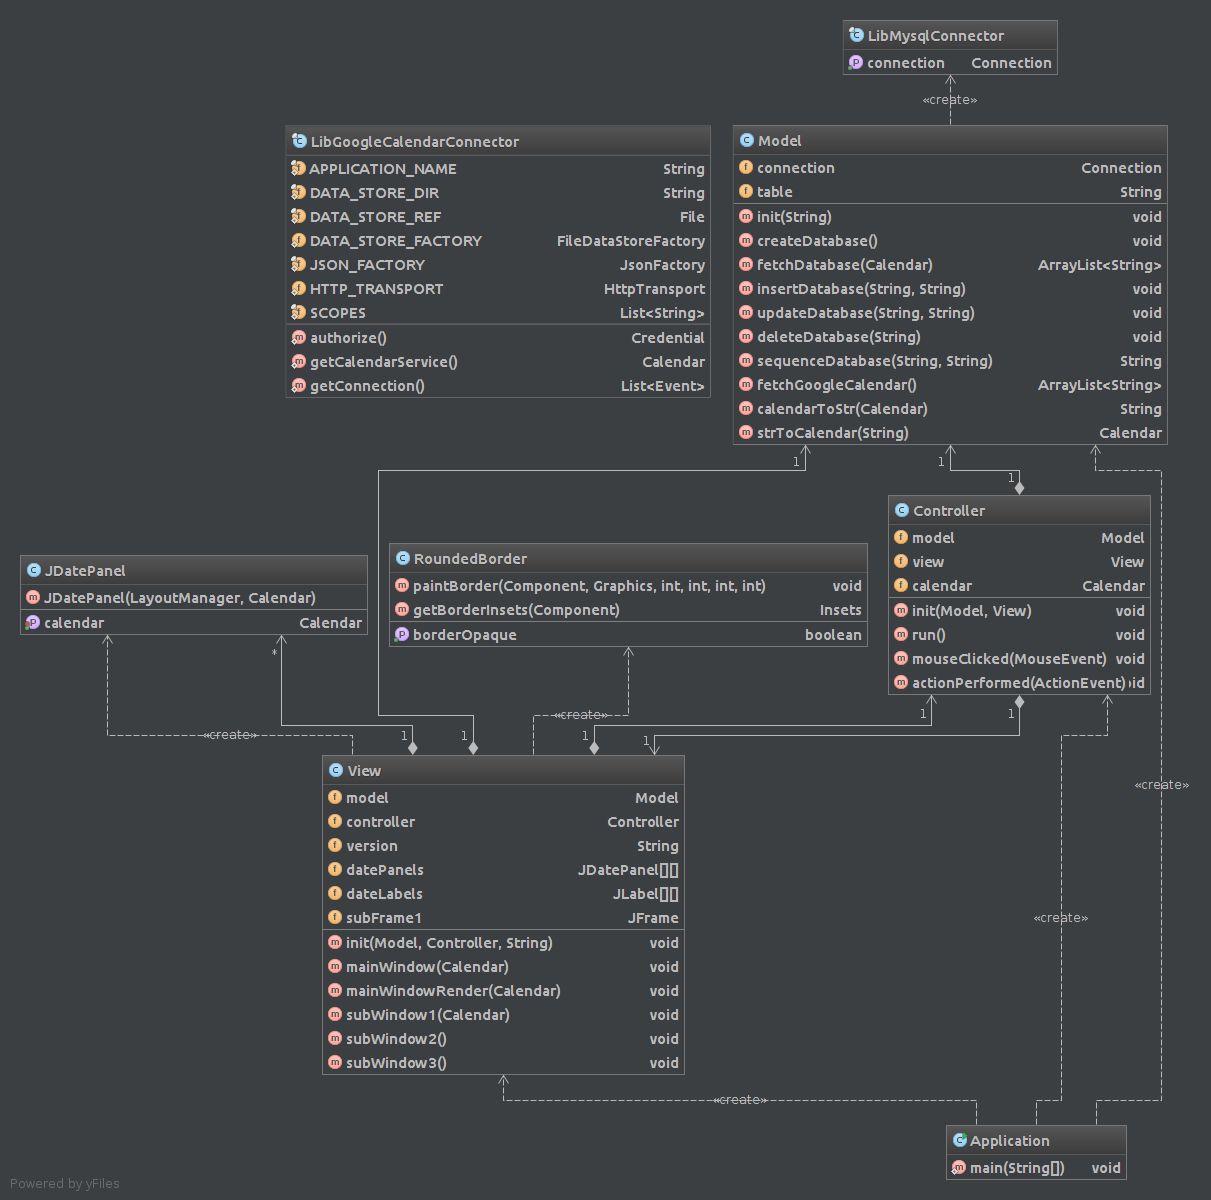 LibMysqlConnector
connection Connection
«create»
LibGoogleCalendarConnector
APPLICATION_NAME String
DATA_STORE_DIR String
DATA_STORE_REF File
DATA_STORE_FACTORY FileDataStoreFactory
JSON_FACTORY JsonFactory
HTTP_TRANSPORT HttpTransport
SCOPES List<String>
authorize() Credential
getCalendarService() Calendar
getConnection() List<Event>
Model
connection Connection
table String
init(String) void
createDatabase() void
fetchDatabase(Calendar) ArrayList<String>
insertDatabase(String, String) void
updateDatabase(String, String) void
deleteDatabase(String) void
sequenceDatabase(String, String) String
fetchGoogleCalendar() ArrayList<String>
calendarToStr(Calendar) String
strToCalendar(String) Calendar
1
1
1
Controller
model Model
view View
calendar Calendar
init(Model, View) void
run() void
mouseClicked(MouseEvent) void
actionPerformed(ActionEvent) id
JDatePanel
JDatePanel(LayoutManager, Calendar)
calendar Calendar
RoundedBorder
paintBorder(Component, Graphics, int, int, int, int) void
getBorderInsets(Component) Insets
borderOpaque boolean
*
«create»
1
1
«create»
1
1
1
1
«create»
View
model Model
controller Controller
version String
datePanels JDatePanel[][]
dateLabels JLabel[][]
subFrame1 JFrame
init(Model, Controller, String) void
mainWindow(Calendar) void
mainWindowRender(Calendar) void
subWindow1(Calendar) void
subWindow2() void
subWindow3() void
«create»
«create»
Application
main(String[]) void
Powered by yFiles